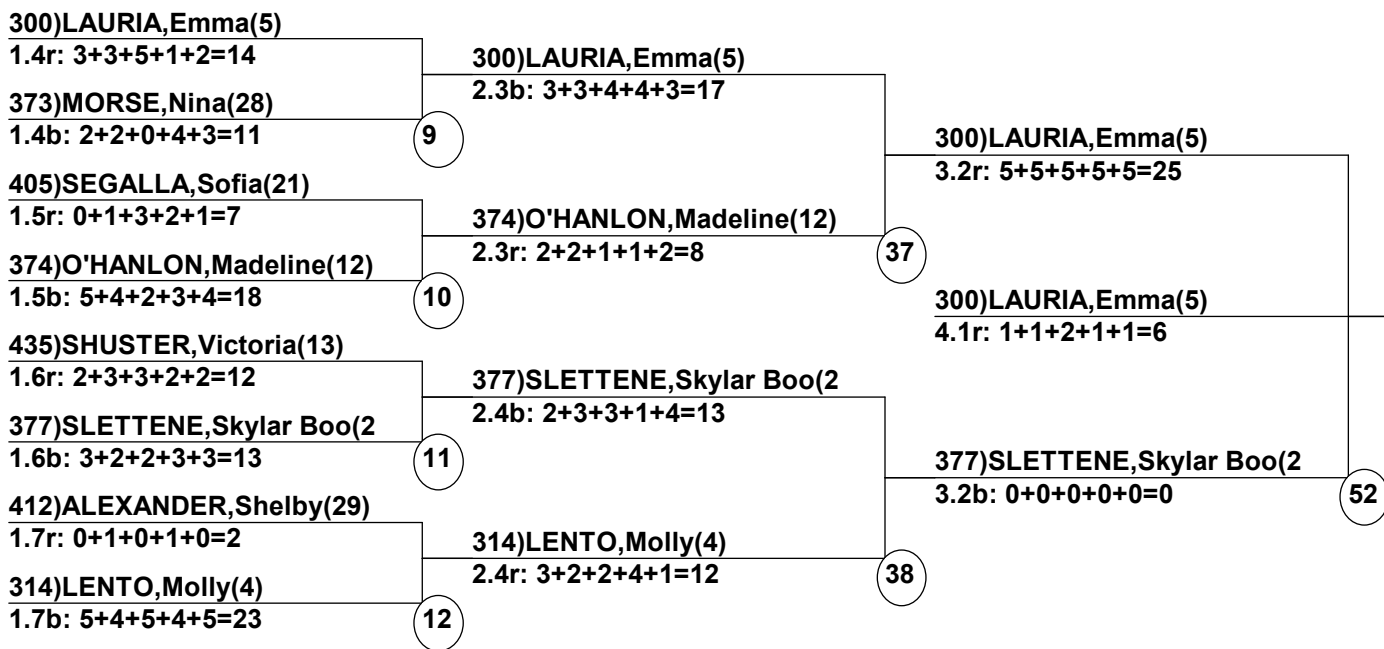 300)LAURIA,Emma(5)
1.4r: 3+3+5+1+2=14
373)MORSE,Nina(28)
1.4b: 2+2+0+4+3=11
9
405)SEGALLA,Sofia(21)
1.5r: 0+1+3+2+1=7
374)O'HANLON,Madeline(12)
1.5b: 5+4+2+3+4=18
10
435)SHUSTER,Victoria(13)
1.6r: 2+3+3+2+2=12
377)SLETTENE,Skylar Boo(2
1.6b: 3+2+2+3+3=13
11
412)ALEXANDER,Shelby(29)
1.7r: 0+1+0+1+0=2
314)LENTO,Molly(4)
1.7b: 5+4+5+4+5=23
12
300)LAURIA,Emma(5)
2.3b: 3+3+4+4+3=17
374)O'HANLON,Madeline(12)
2.3r: 2+2+1+1+2=8
37
377)SLETTENE,Skylar Boo(2
2.4b: 2+3+3+1+4=13
314)LENTO,Molly(4)
2.4r: 3+2+2+4+1=12
38
300)LAURIA,Emma(5)
3.2r: 5+5+5+5+5=25
300)LAURIA,Emma(5)
4.1r: 1+1+2+1+1=6
377)SLETTENE,Skylar Boo(2
3.2b: 0+0+0+0+0=0
52